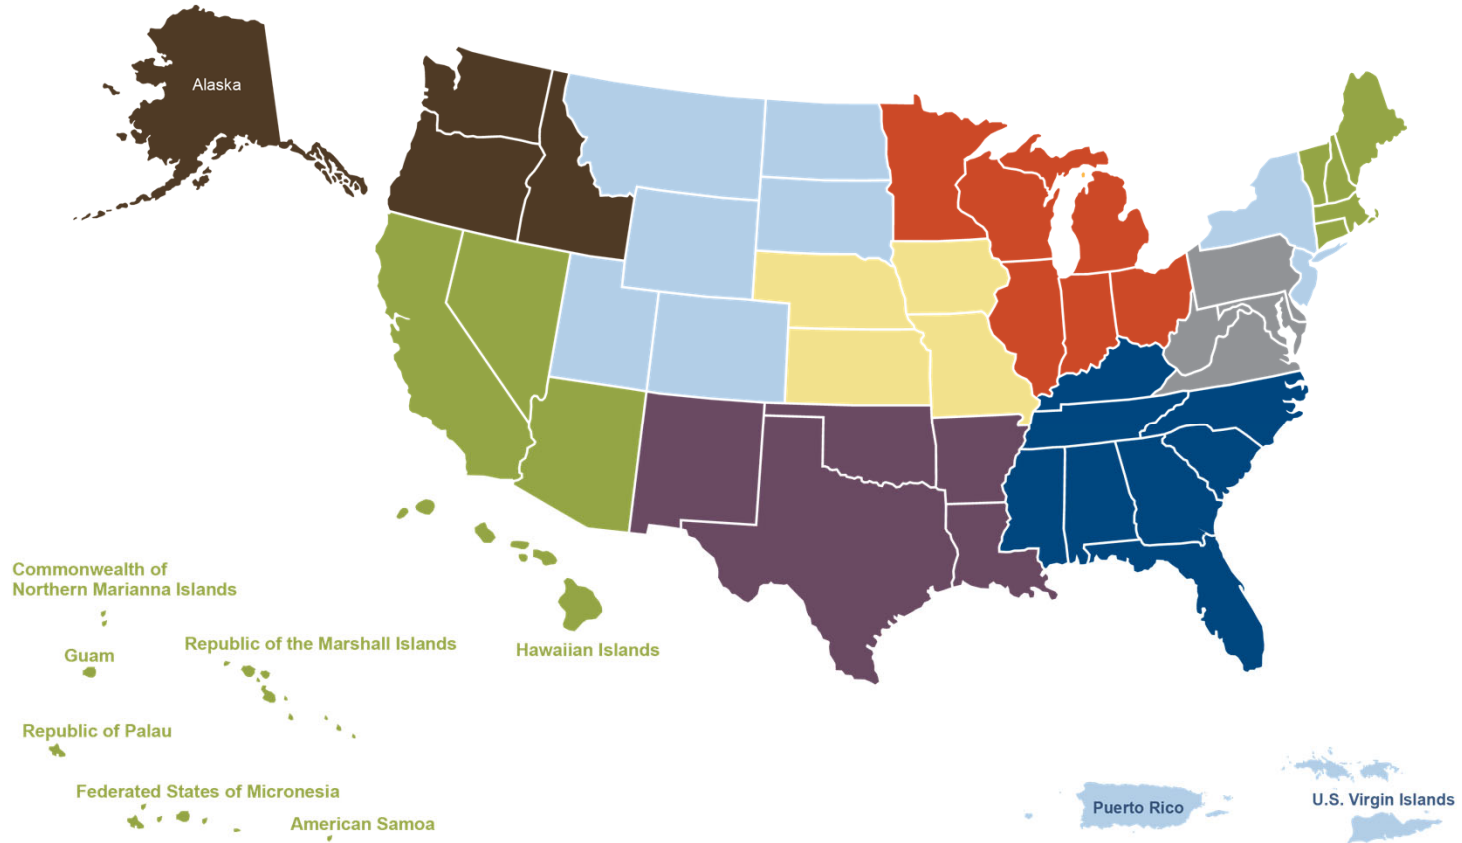 Alaska
Commonwealth of
Northern Marianna Islands
Guam
Republic of the Marshall Islands
Hawaiian Islands
Republic of Palau
Federated States of Micronesia
American Samoa
Puerto Rico
U.S. Virgin Islands